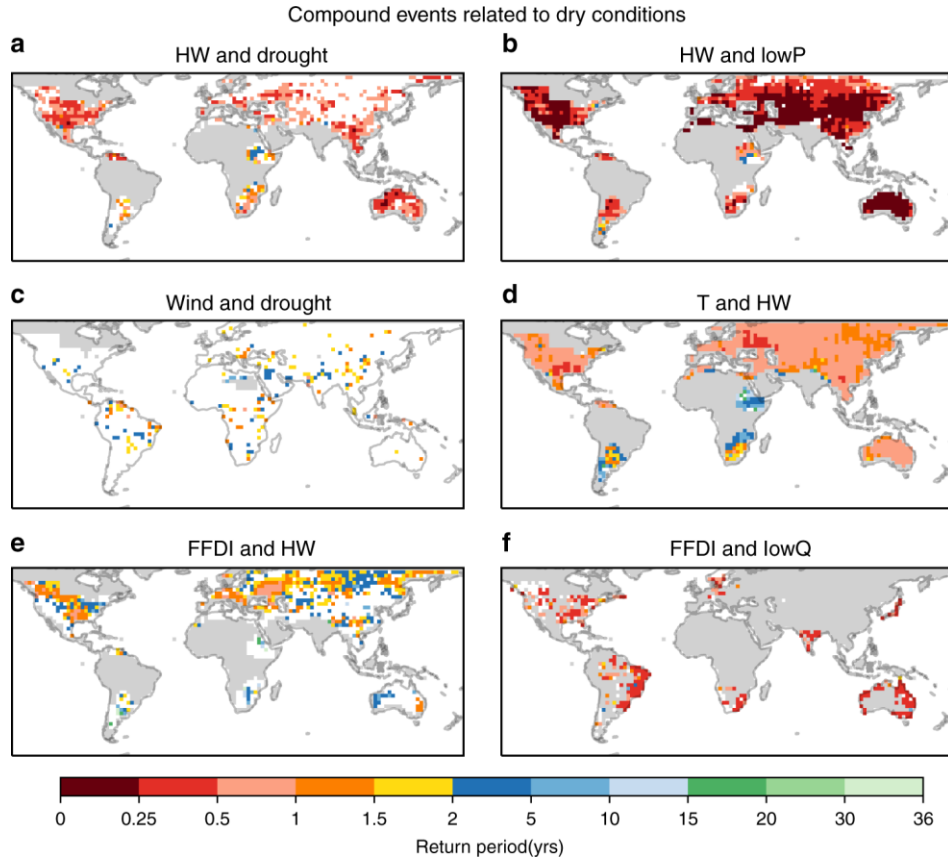 Compound events related to dry conditions
a
HW and drought
b
HW and lowP
c
Wind and drought
d
T and HW
e
FFDI and HW
f
FFDI and lowQ
0 0.25 0.5 1 1.5 2 5 10 15 20 30 36
Return period(yrs)